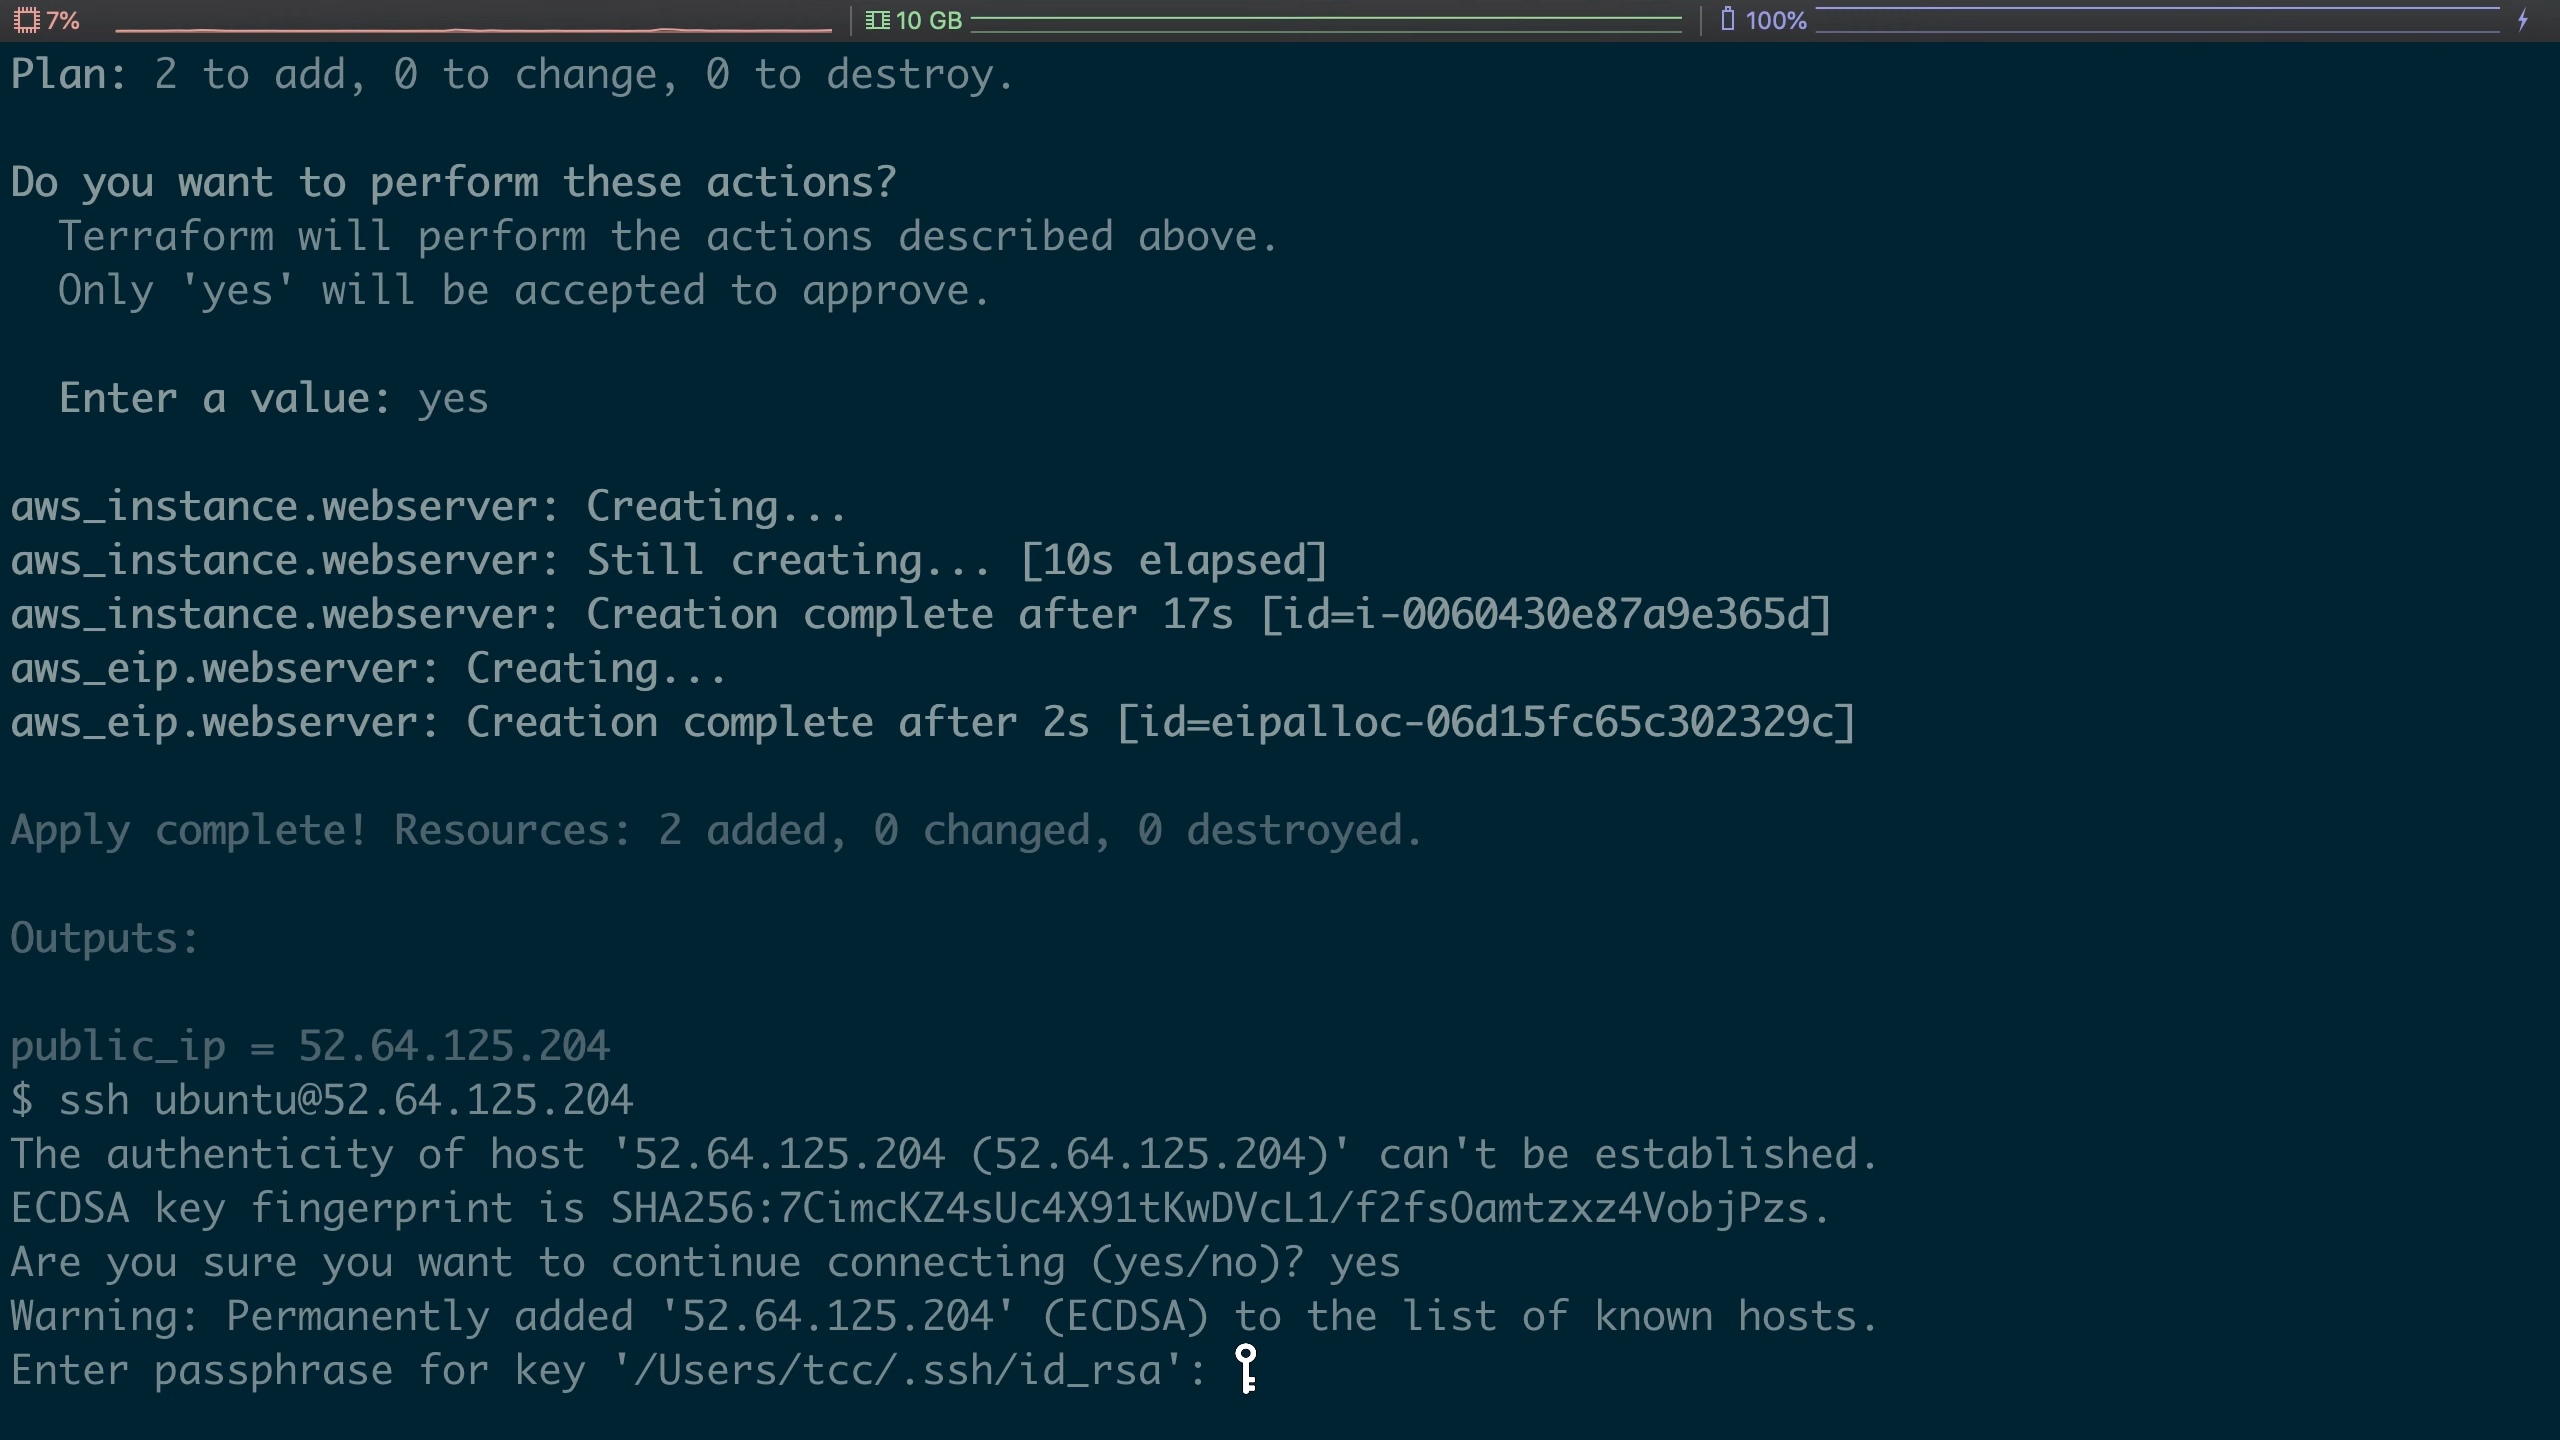 7% 10 GB 100%
Plan: 2 to add, 0 to change, 0 to destroy.
Do you want to perform these actions?
Terraform will perform the actions described above.
Only 'yes' will be accepted to approve.
Enter a value: yes
aws_instance.webserver: Creating...
aws_instance.webserver: Still creating... [10s elapsed]
aws_instance.webserver: Creation complete after 17s [id=i-0060430e87a9e365d]
aws_eip.webserver: Creating...
aws_eip.webserver: Creation complete after 2s [id=eipalloc-06d15fc65c302329c]
Apply complete! Resources: 2 added, 0 changed, 0 destroyed.
Outputs:
public_ip = 52.64.125.204
$ ssh ubuntu@52.64.125.204
The authenticity of host '52.64.125.204 (52.64.125.204)' can't be established.
ECDSA key fingerprint is SHA256:7CimcKZ4sUc4X91tKwDVcL1/f2fsOamtzxz4VobjPzs.
Are you sure you want to continue connecting (yes/no)? yes
Warning: Permanently added '52.64.125.204' (ECDSA) to the list of known hosts.
Enter passphrase for key '/Users/tcc/.ssh/id_rsa':